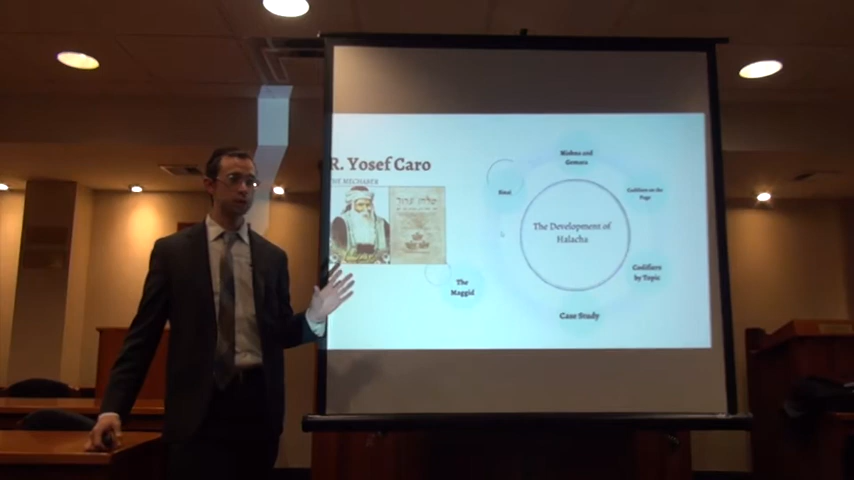 R. Yosef Caro
THE MECHABER
The
Maggid
Mishna and
Gemara
Codifiers on the
Page
The Development of
Halacha
Codifiers
by Topic
Case Study